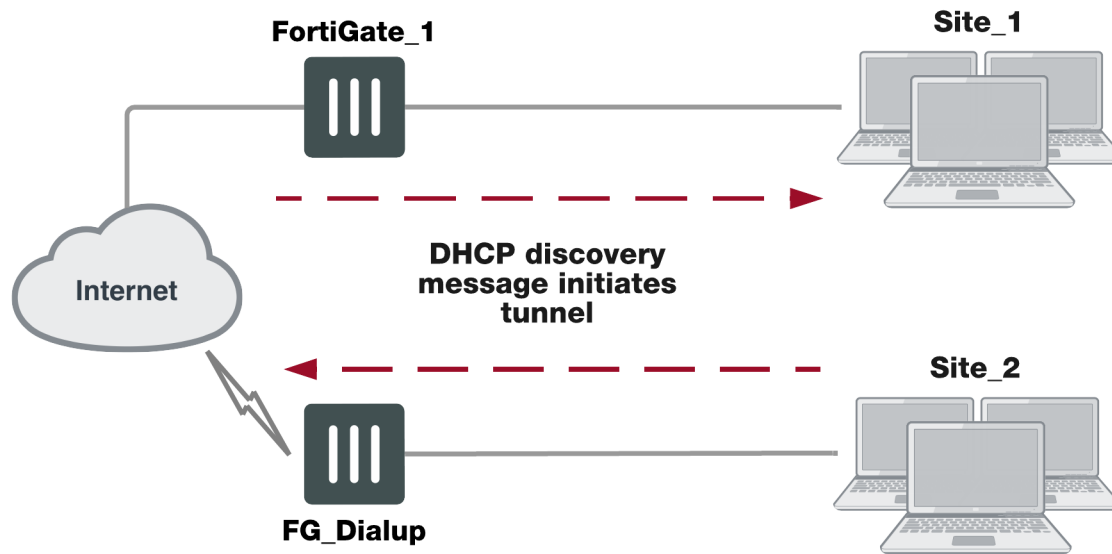 FortiGate_1
Site_1
Internet
DHCP discovery
message initiates
tunnel
Site_2
FG_Dialup